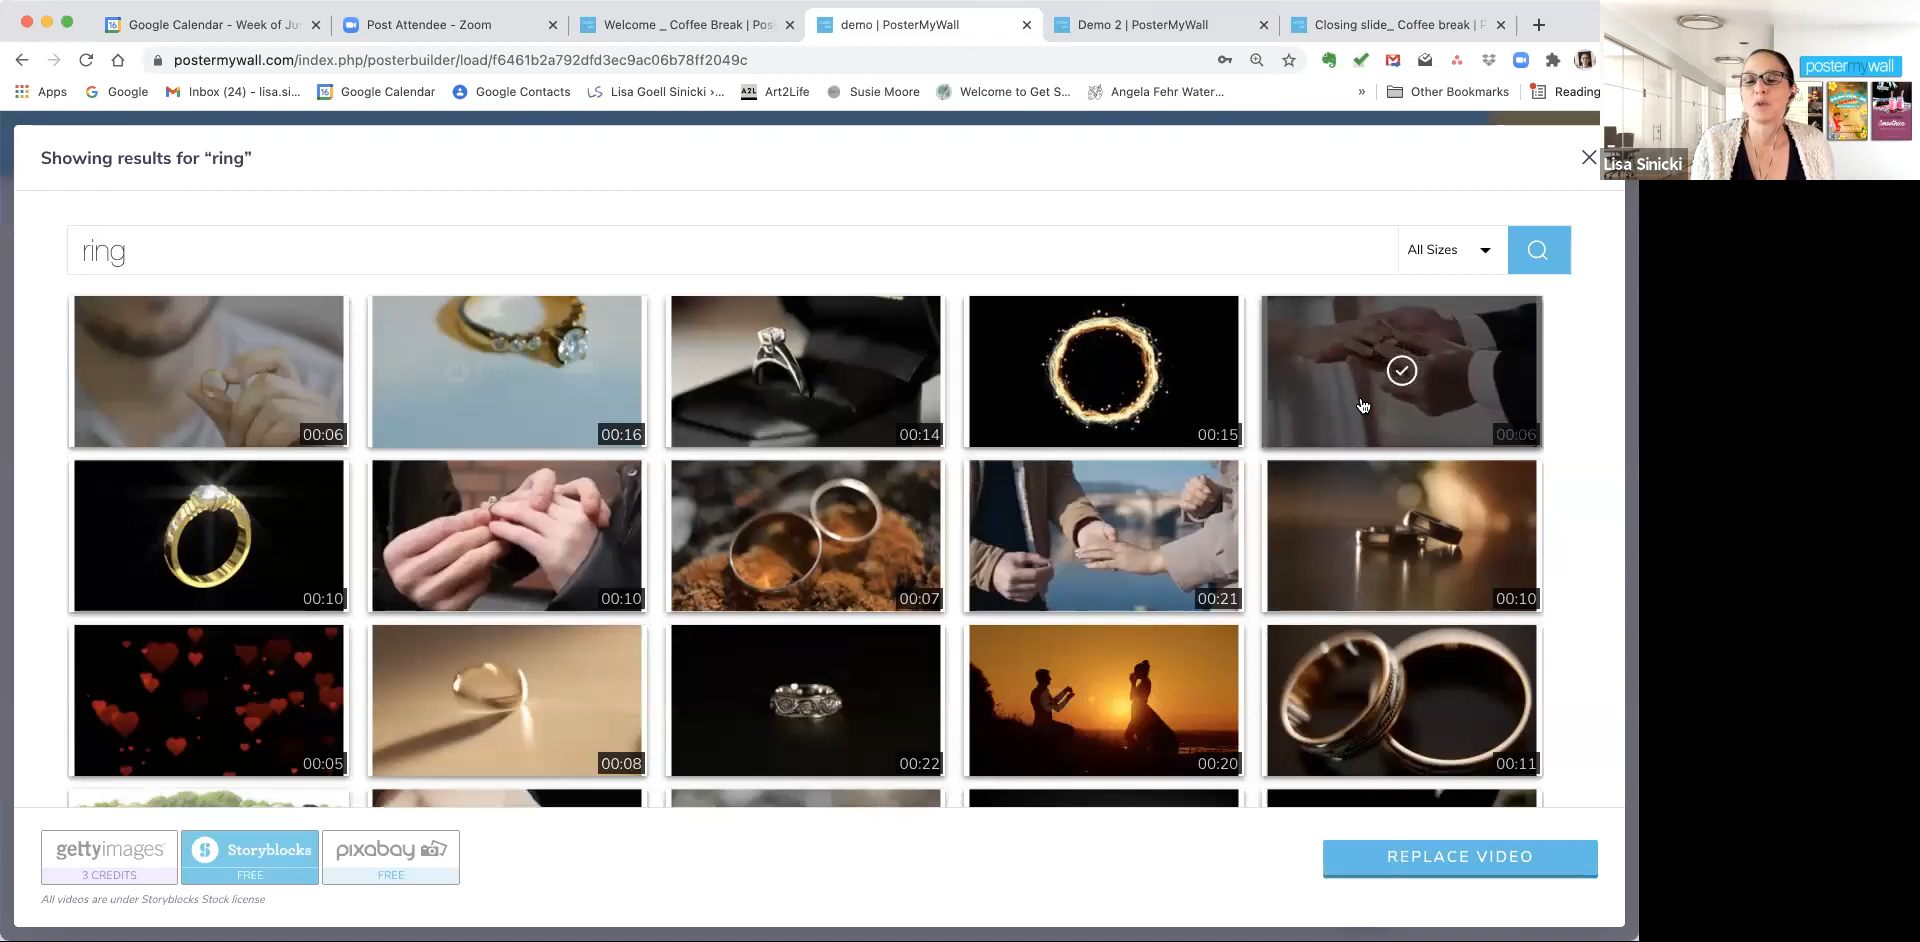 Google Calendar - Week of Ju
Post Attendee - Zoom
Welcome _ Coffee Break | Pos
demo | PosterMyWall
Demo 2 | PosterMyWall
Closing slide_ Coffee break | P
postermywall.com/index.php/posterbuilder/load/f6461b2a792dfd3ec9ac06b78ff2049c
Apps
Google
Inbox (24) - lisa.si...
Google Calendar
Google Contacts
LS Lisa Goell Sinicki ›...
A2L Art2Life
Susie Moore
Welcome to Get S...
Angela Fehr Water...
»
Other Bookmarks
Reading
postermywall
Smoothies
Lisa Sinicki
Showing results for “ring”
ring
All Sizes
00:06
00:16
00:14
00:15
00:06
00:10
00:10
00:07
00:21
00:10
00:05
00:08
00:22
00:20
00:11
gettyimages
3 CREDITS
Storyblocks
FREE
pixabay
FREE
REPLACE VIDEO
All videos are under Storyblocks Stock license